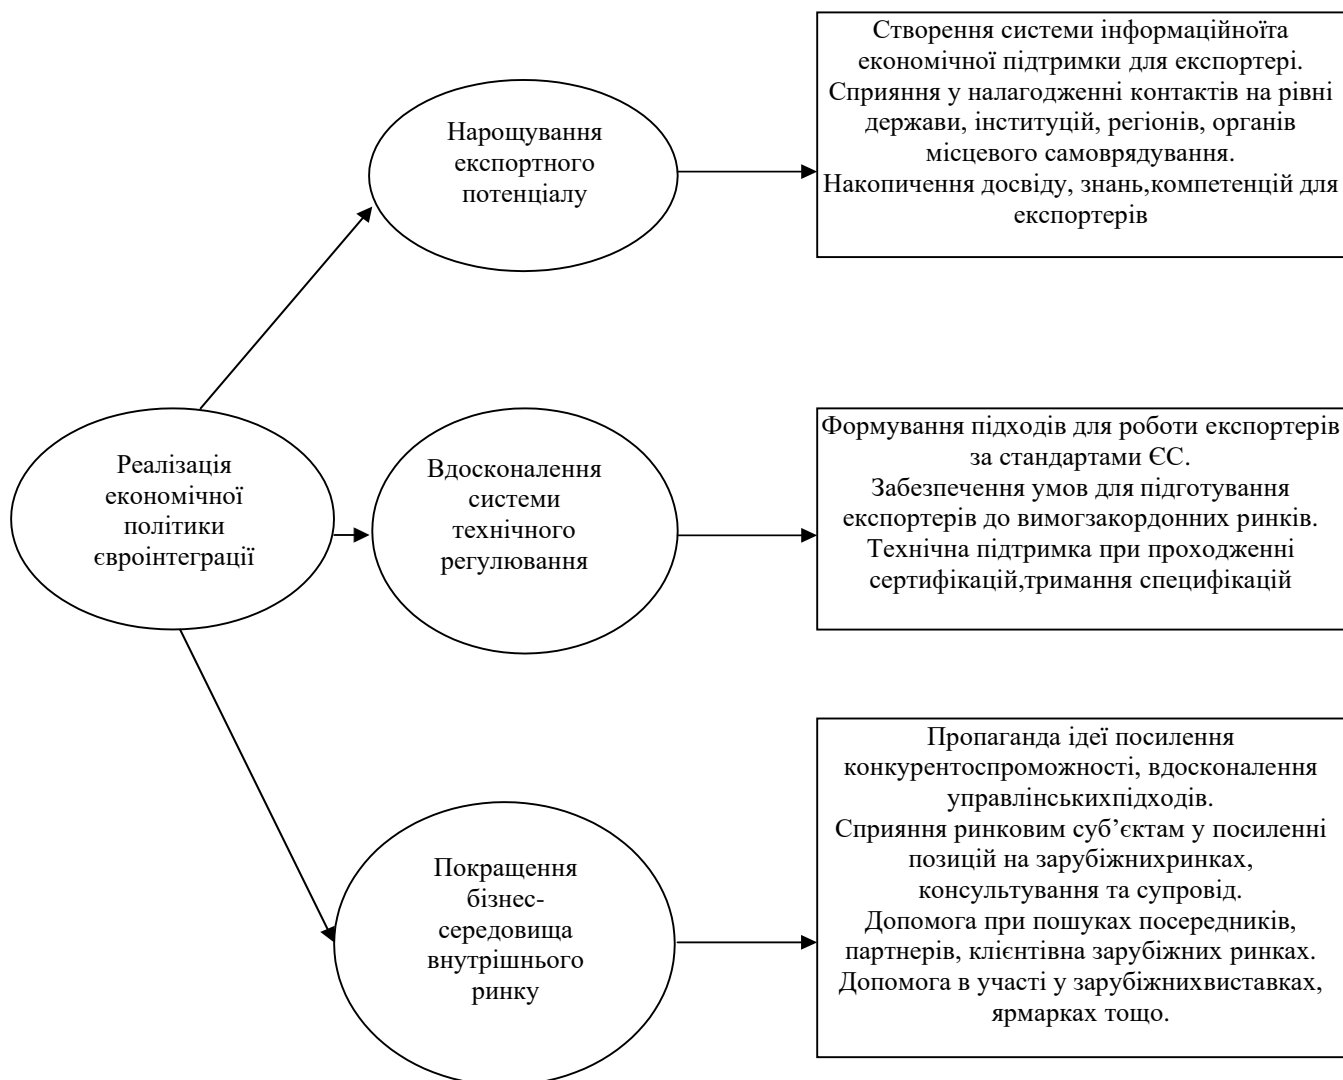 Створення системи інформаційноїта
економічної підтримки для експортері.
Сприяння у налагодженні контактів на рівні
держави, інституцій, регіонів, органів
місцевого самоврядування.
Накопичення досвіду, знань,компетенцій для
експортерів
Нарощування
експортного
потенціалу
Реалізація
економічної
політики
євроінтеграції
Вдосконалення
системи
технічного
регулювання
Формування підходів для роботи експортерів
за стандартами ЄС.
Забезпечення умов для підготування
експортерів до вимогзакордонних ринків.
Технічна підтримка при проходженні
сертифікацій,тримання специфікацій
Покращення
бізнес-
середовища
внутрішнього
ринку
Пропаганда ідеї посилення
конкурентоспроможності, вдосконалення
управлінськихпідходів.
Сприяння ринковим суб’єктам у посиленні
позицій на зарубіжнихринках,
консультування та супровід.
Допомога при пошуках посередників,
партнерів, клієнтівна зарубіжних ринках.
Допомога в участі у зарубіжнихвиставках,
ярмарках тощо.